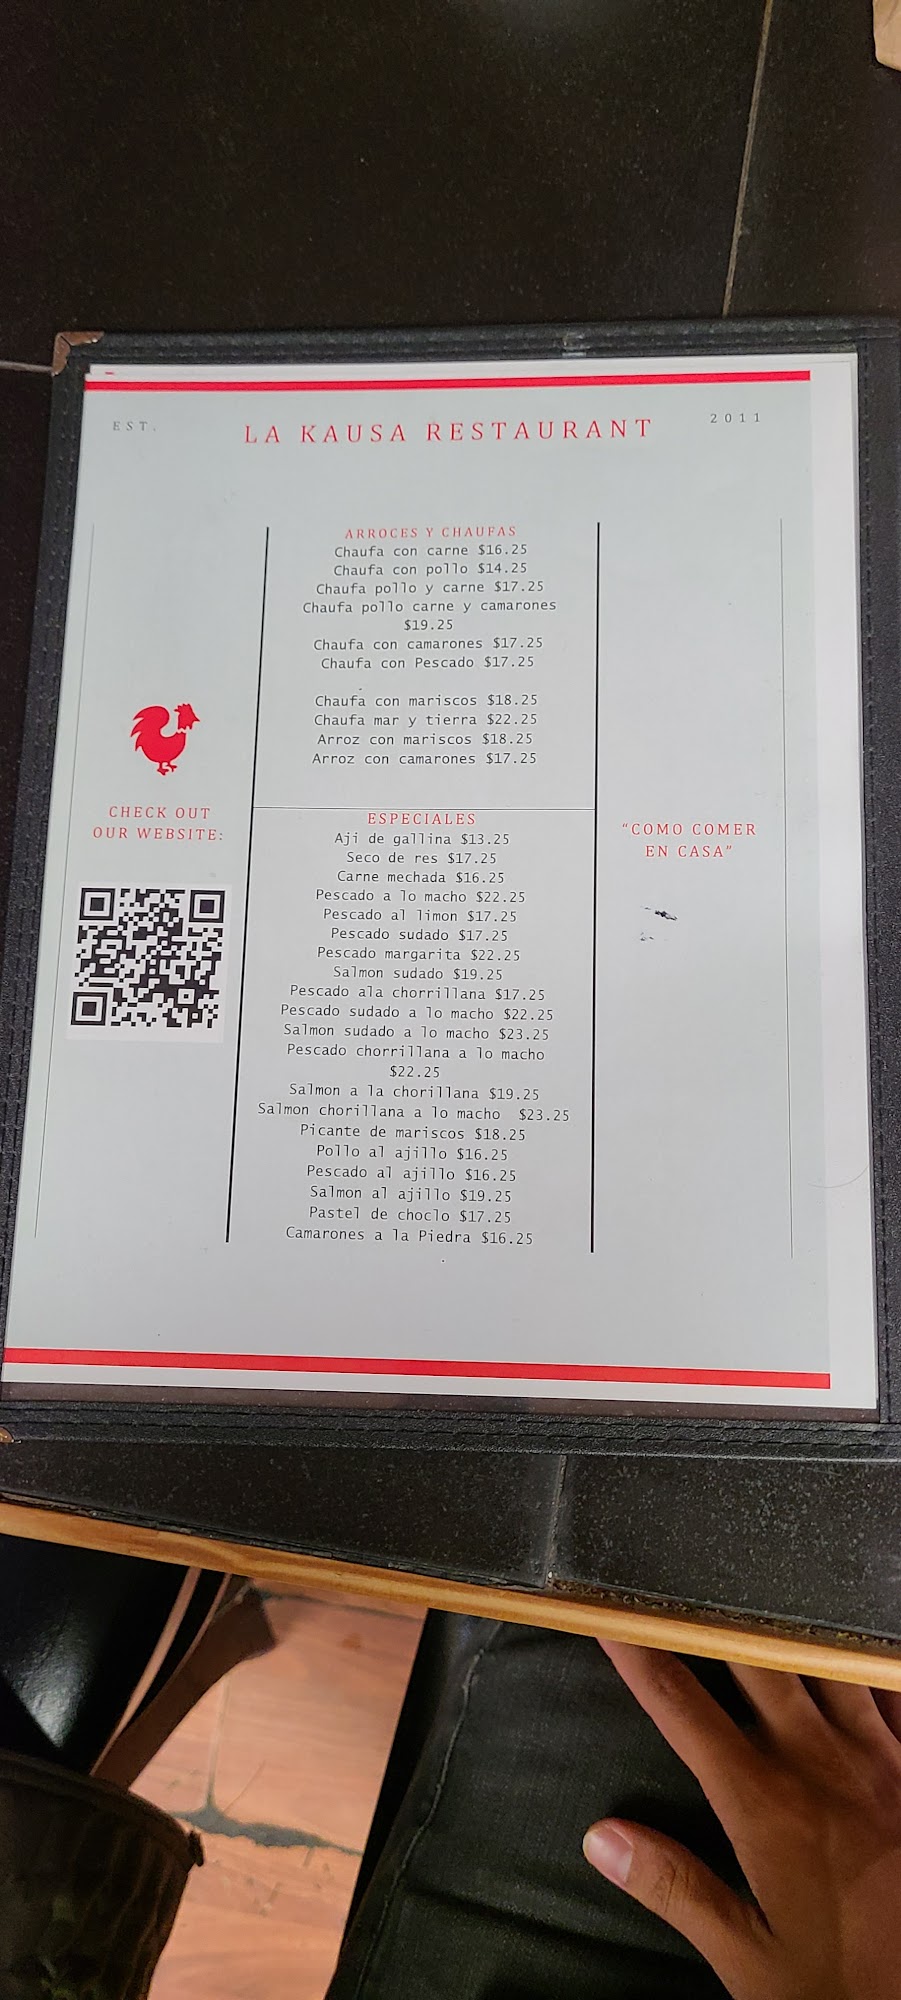 EST.
LA KAUSA RESTAURANT
2011
ARROCES Y CHAUFAS
Chaufa con carne $16.25
Chaufa con pollo $14.25
Chaufa pollo y carne $17.25
Chaufa pollo carne y camarones
$19.25
Chaufa con camarones $17.25
Chaufa con Pescado $17.25
Chaufa con mariscos $18.25
Chaufa mar y tierra $22.25
Arroz con mariscos $18.25
Arroz con camarones $17.25
CHECK OUT
OUR WEBSITE:
ESPECIALES
Aji de gallina $13.25
Seco de res $17.25
Carne mechada $16.25
Pescado a lo macho $22.25
Pescado al limon $17.25
Pescado sudado $17.25
Pescado margarita $22.25
Salmon sudado $19.25
Pescado ala chorrillana $17.25
Pescado sudado a lo macho $22.25
Salmon sudado a lo macho $23.25
Pescado chorrillana a lo macho
$22.25
Salmon a la chorillana $19.25
Salmon chorillana a lo macho $23.25
Picante de mariscos $18.25
Pollo al ajillo $16.25
Pescado al ajillo $16.25
Salmon al ajillo $19.25
Pastel de choclo $17.25
Camarones a la Piedra $16.25
"COMO COMER
EN CASA"